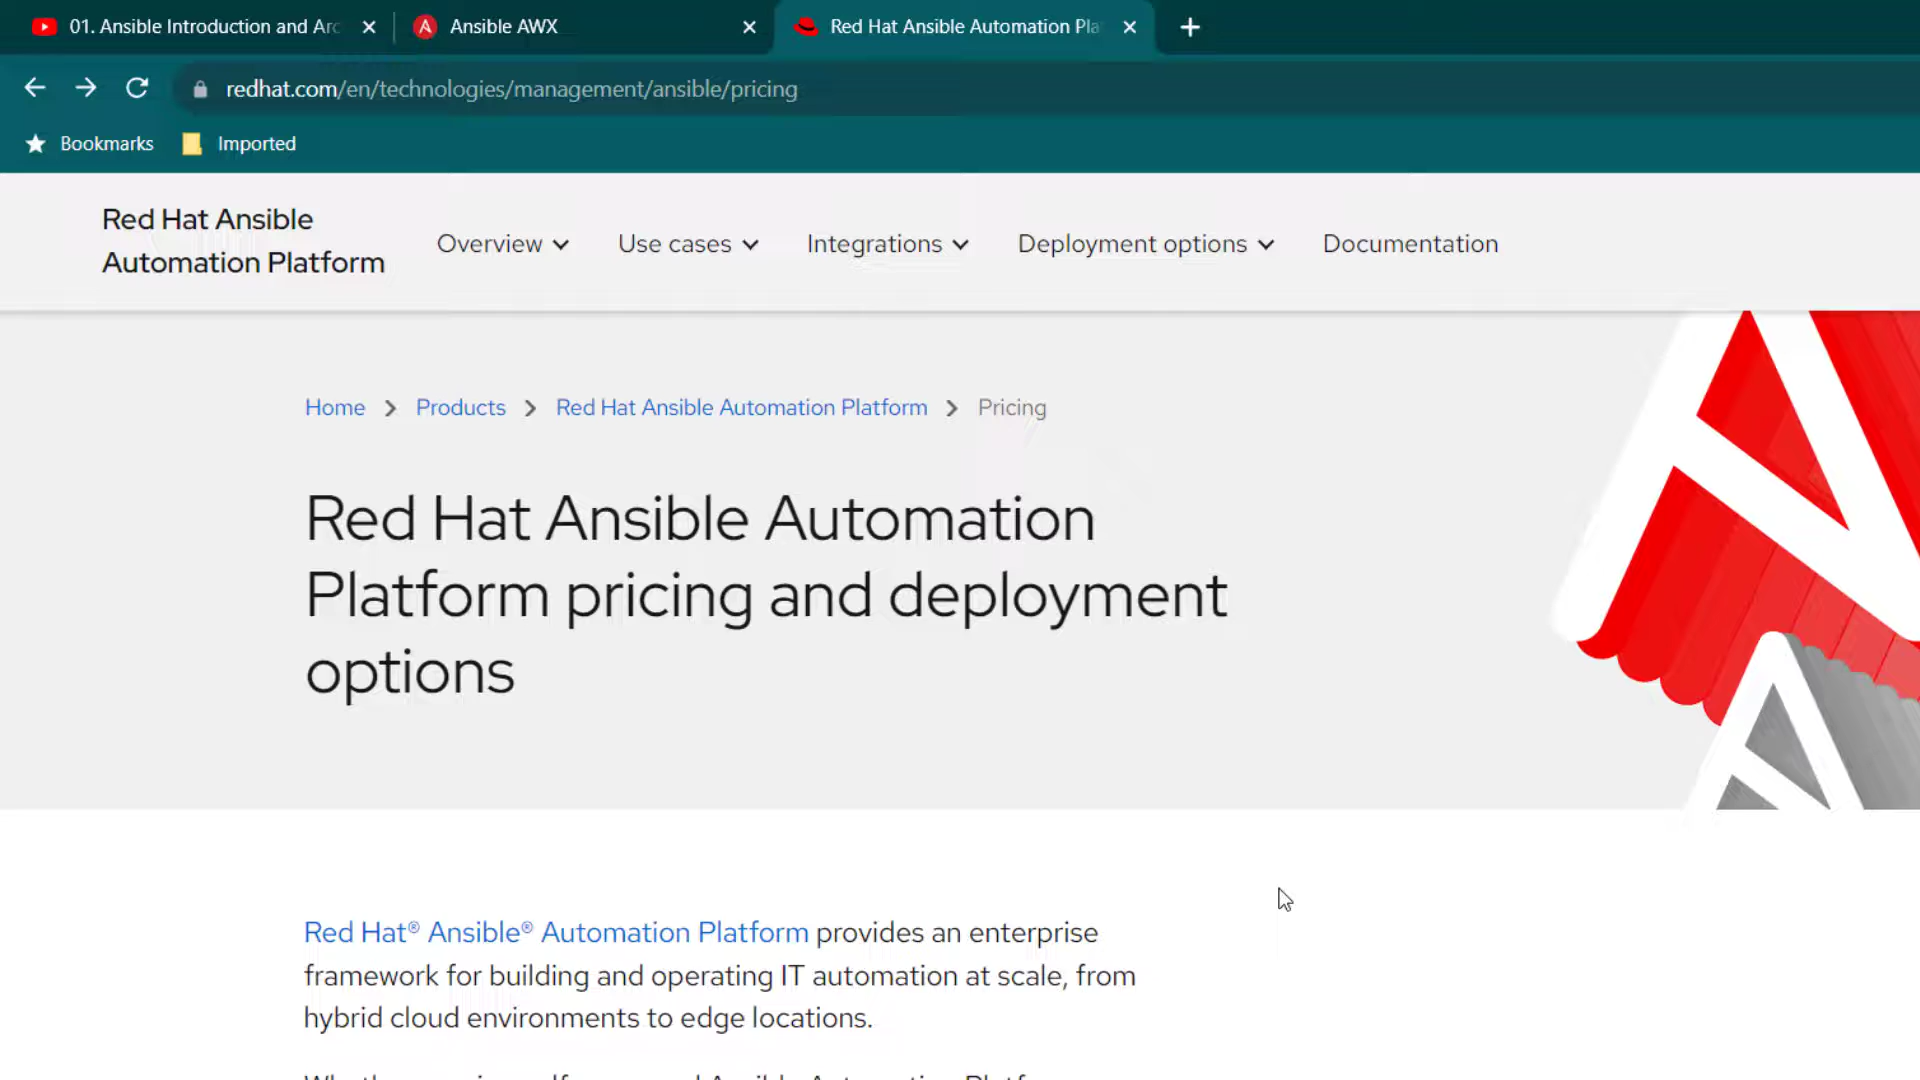 01. Ansible Introduction and Arc
Ansible AWX
Red Hat Ansible Automation Pla
redhat.com/en/technologies/management/ansible/pricing
Bookmarks
Imported
Red Hat Ansible
Automation Platform
Overview
Use cases
Integrations
Deployment options
Documentation
Home > Products > Red Hat Ansible Automation Platform > Pricing
Red Hat Ansible Automation
Platform pricing and deployment
options
Red Hat® Ansible® Automation Platform provides an enterprise
framework for building and operating IT automation at scale, from
hybrid cloud environments to edge locations.